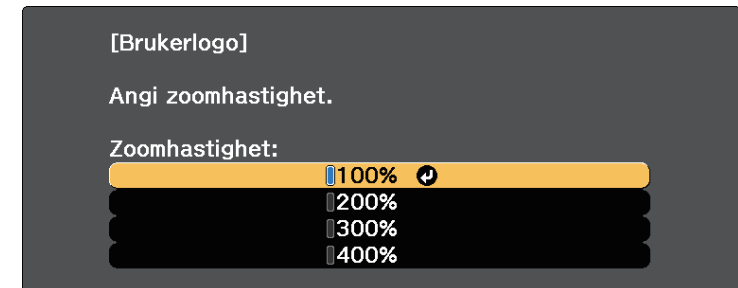 [Brukerlogo]
Angi zoomhastighet.
Zoomhastighet:
100%
200%
300%
400%